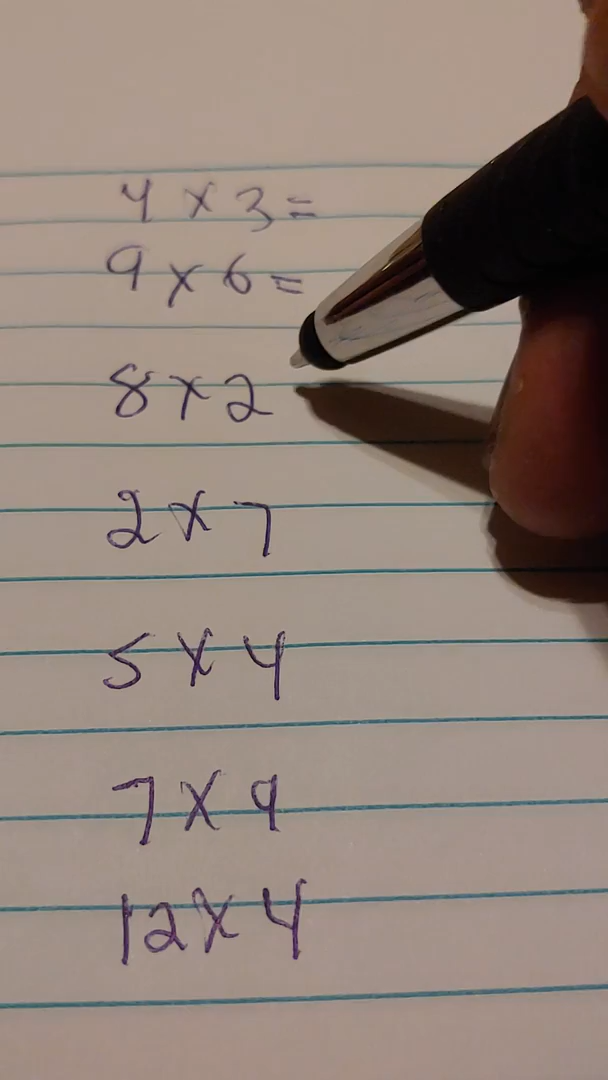 4 x 3 =
9 x 6 =
8 x 2
2 x 7
5 x 4
7 x 9
12 x 4